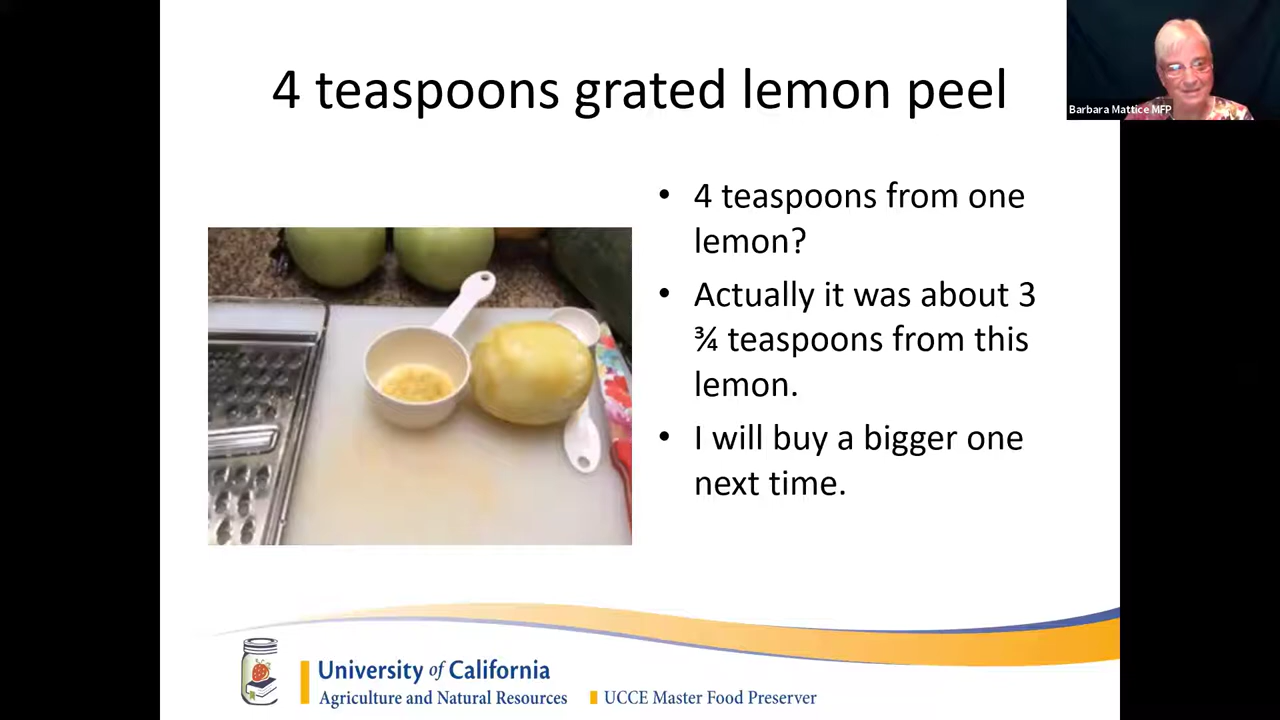 4 teaspoons grated lemon peel
Barbara Mattice MFP
• 4 teaspoons from one
lemon?
• Actually it was about 3
¾ teaspoons from this
lemon.
• I will buy a bigger one
next time.
University of California
Agriculture and Natural Resources
UCCE Master Food Preserver